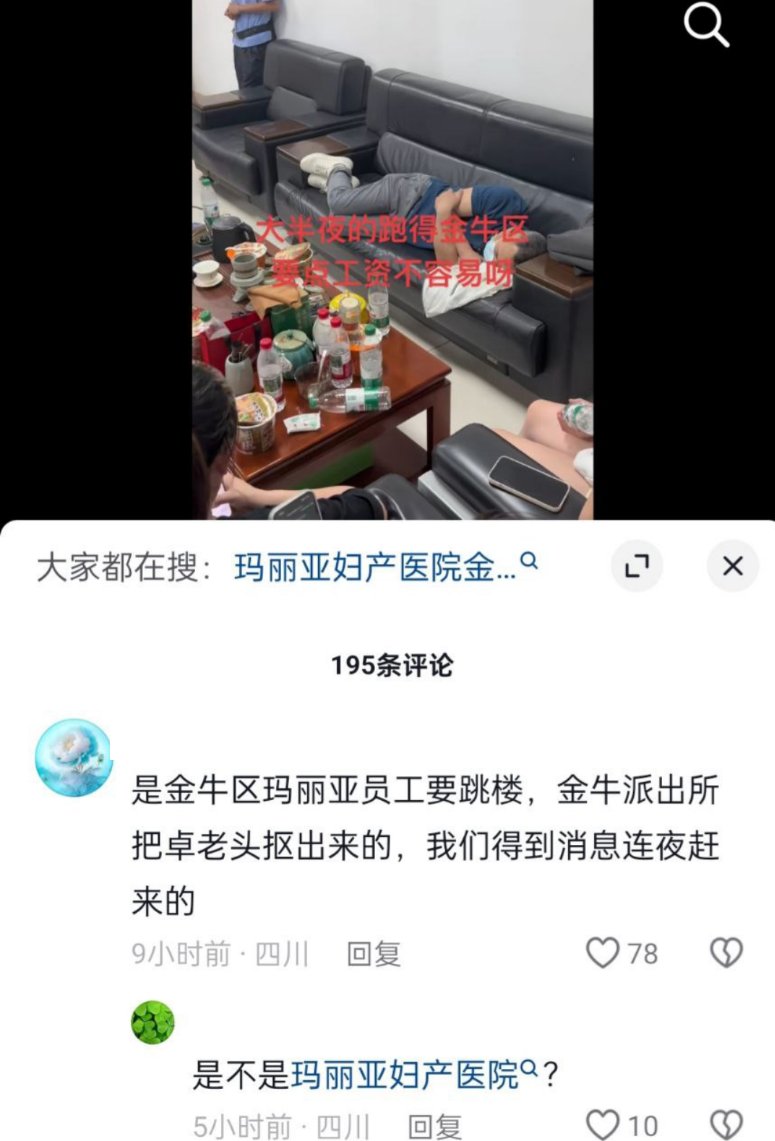 大半夜的跑得金牛区
要点工资不容易呀
大家都在搜：玛丽亚妇产医院金...
195条评论
是金牛区玛丽亚员工要跳楼，金牛派出所
把卓老头抠出来的，我们得到消息连夜赶
来的
9小时前 · 四川 回复 78
是不是玛丽亚妇产医院？
5小时前 · 四川 回复 10